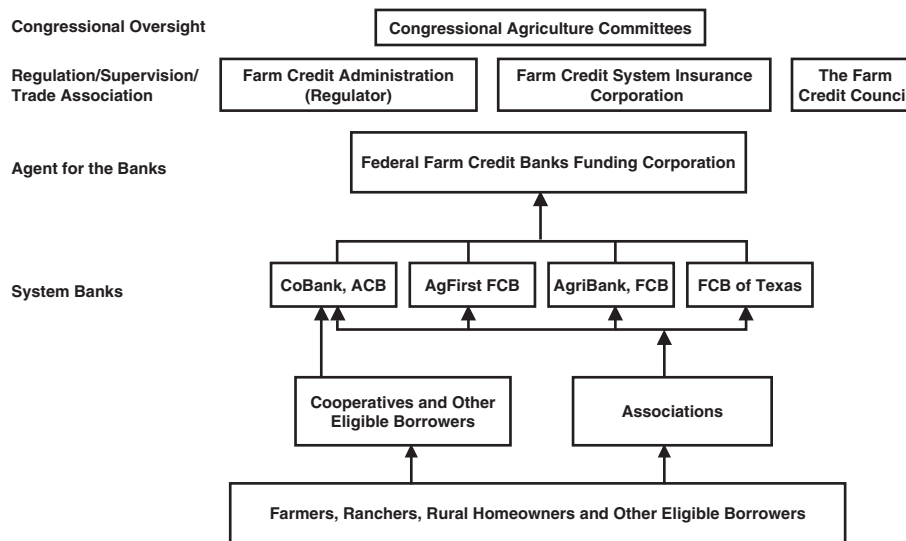 Congressional Oversight
Congressional Agriculture Committees
Regulation/Supervision/
Trade Association
Farm Credit Administration
(Regulator)
Farm Credit System Insurance
Corporation
The Farm
Credit Counci
Agent for the Banks
Federal Farm Credit Banks Funding Corporation
System Banks
CoBank, ACB
AgFirst FCB
AgriBank, FCB
FCB of Texas
Cooperatives and Other
Eligible Borrowers
Associations
Farmers, Ranchers, Rural Homeowners and Other Eligible Borrowers